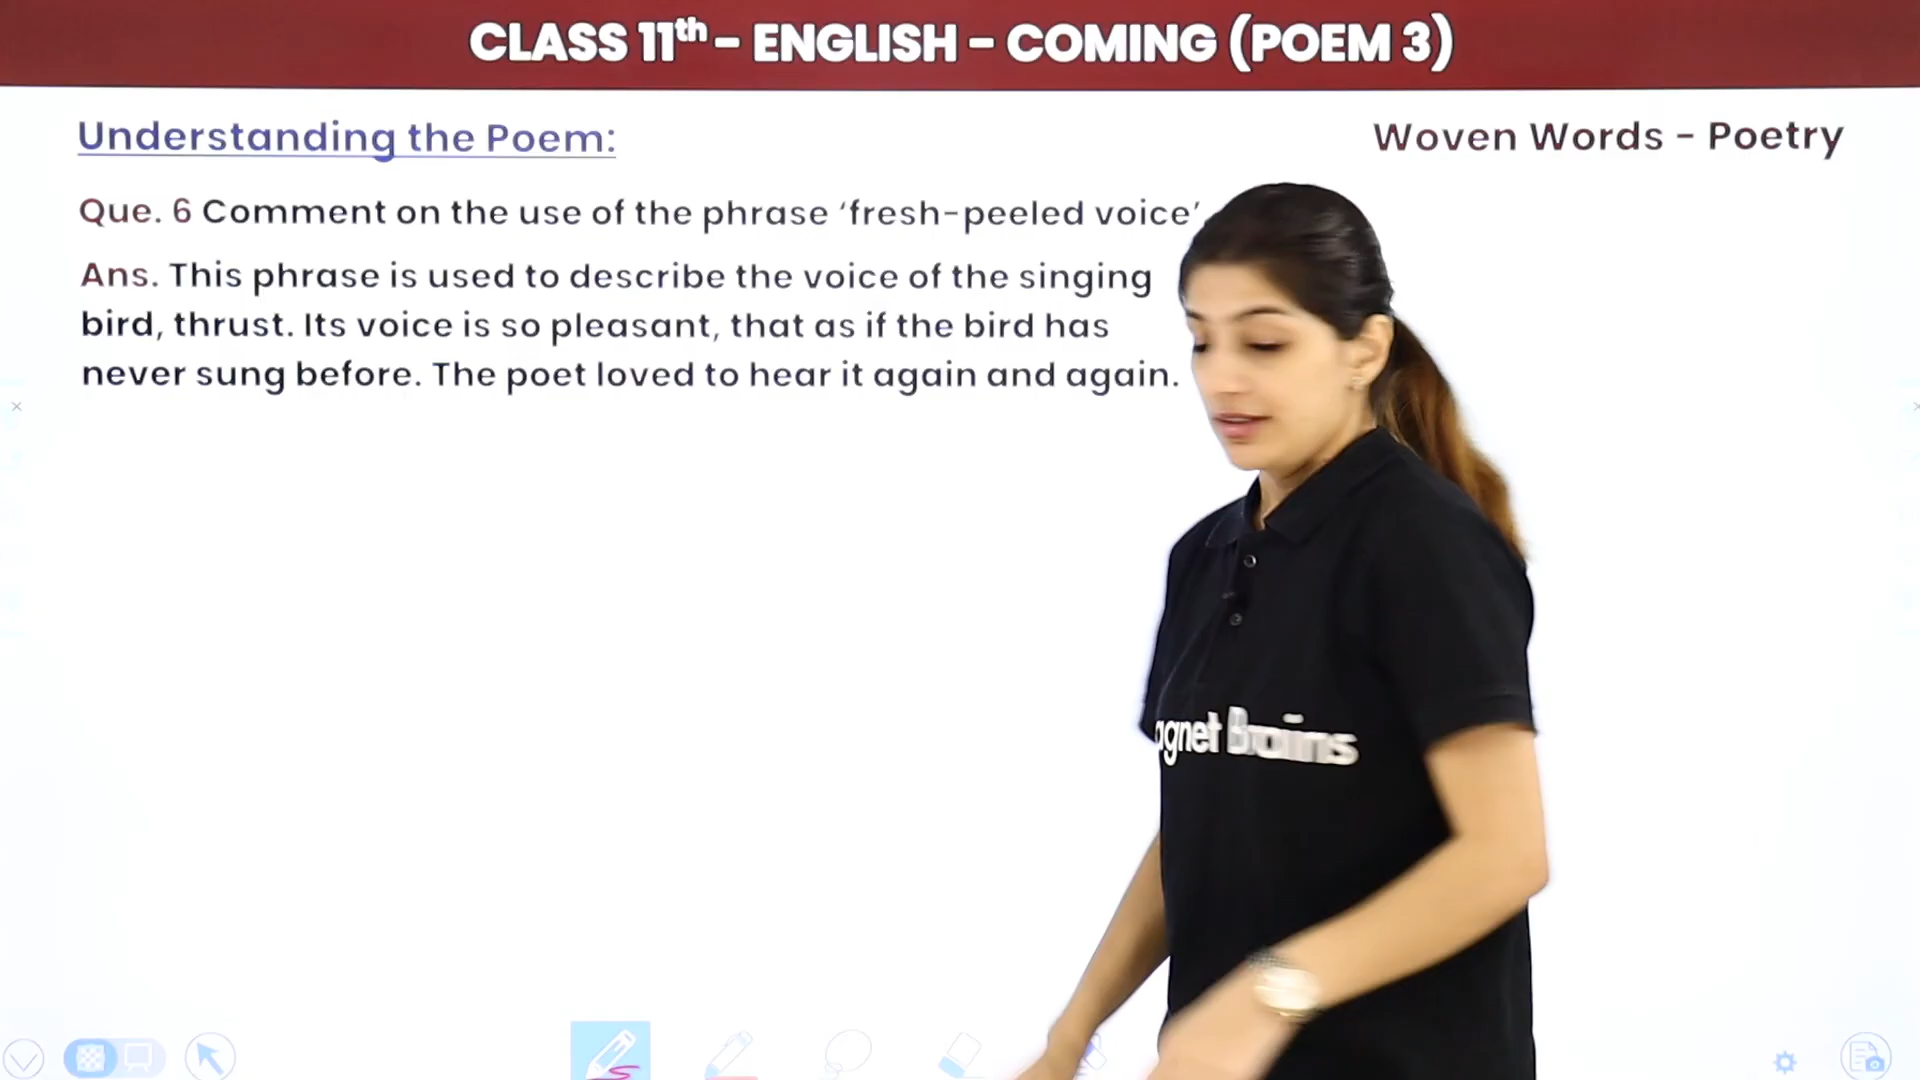 CLASS 11th - ENGLISH - COMING (POEM 3)
Understanding the Poem:
Woven Words - Poetry
Que. 6 Comment on the use of the phrase ‘fresh-peeled voice’
Ans. This phrase is used to describe the voice of the singing
bird, thrust. Its voice is so pleasant, that as if the bird has
never sung before. The poet loved to hear it again and again.
agnet Brains